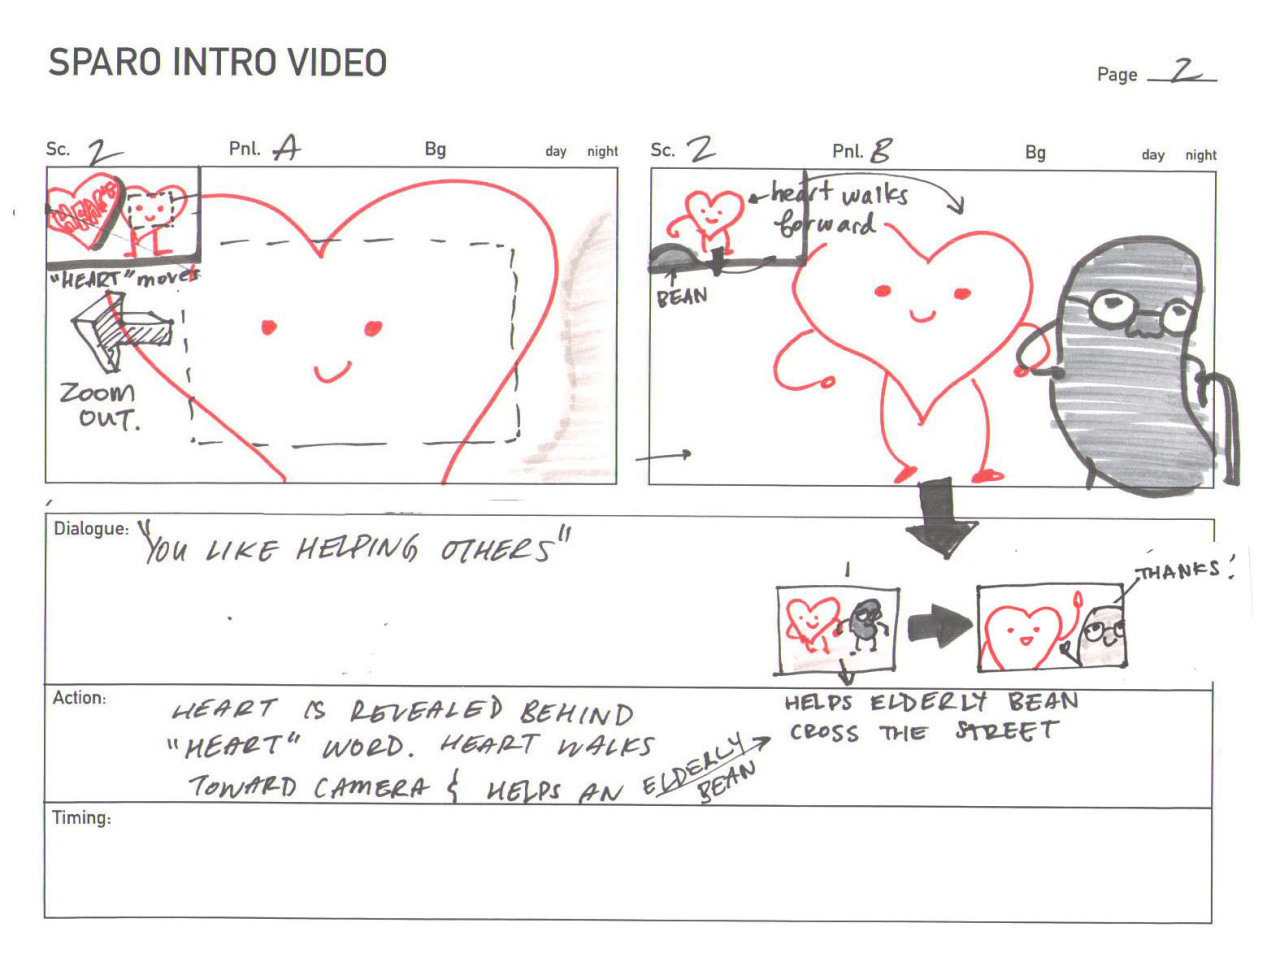 SPARO INTRO VIDEO
Page 2
Sc. 2 Pnl. A Bg day night
Sc. 2 Pnl. B Bg day night
HEART
"HEART" moves
ZOOM
OUT.
heart walks
forward
BEAN
Dialogue: "YOU LIKE HELPING OTHERS"
THANKS!
Action: HEART IS REVEALED BEHIND
"HEART" WORD. HEART WALKS
TOWARD CAMERA & HELPS AN ELDERLY
BEAN
HELPS ELDERLY BEAN
CROSS THE STREET
Timing: